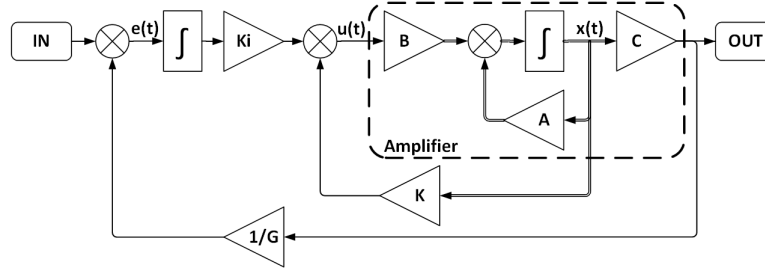 IN
e(t)
∫
Ki
u(t)
B
∫
x(t)
C
OUT
A
Amplifier
K
1/G